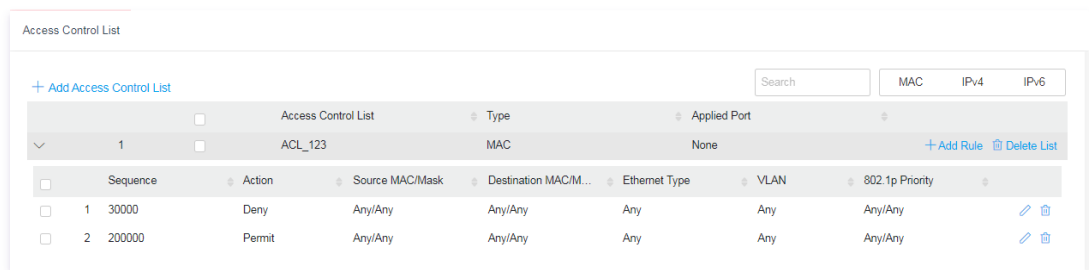 Access Control List
+ Add Access Control List Search MAC IPv4 IPv6
Access Control List Type Applied Port
1 ACL_123 MAC None + Add Rule Delete List
Sequence Action Source MAC/Mask Destination MAC/M... Ethernet Type VLAN 802.1p Priority
1 30000 Deny Any/Any Any/Any Any Any Any/Any
2 200000 Permit Any/Any Any/Any Any Any Any/Any